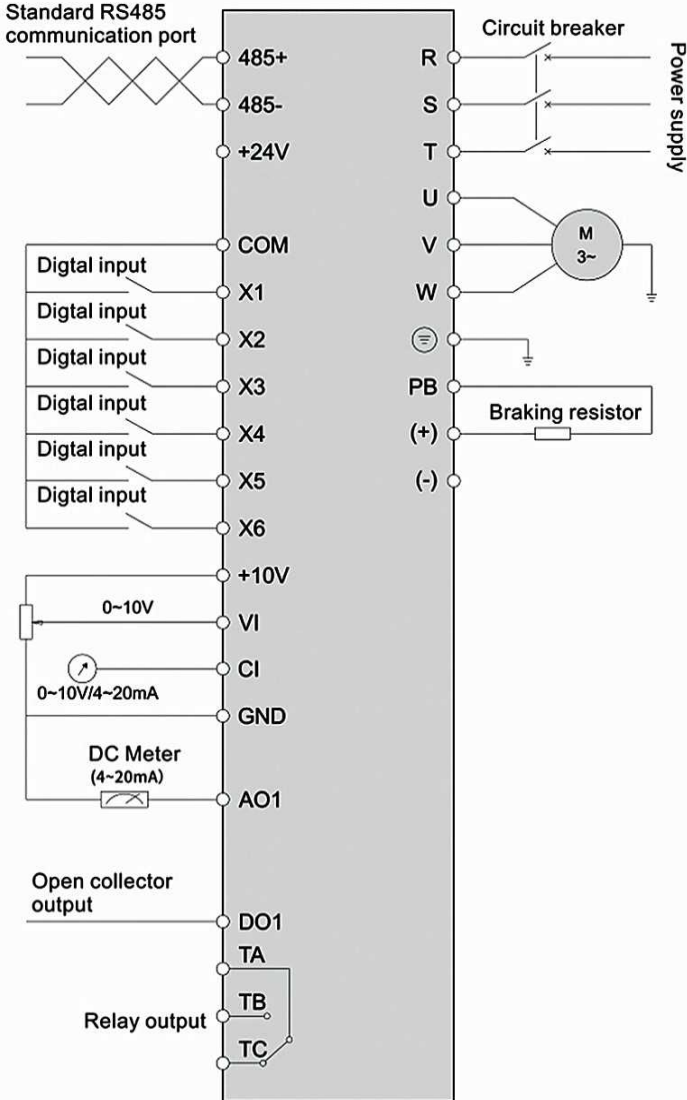 Standard RS485
communication port
485+
485-
+24V
COM
Digtal input
X1
Digtal input
X2
Digtal input
X3
Digtal input
X4
Digtal input
X5
Digtal input
X6
+10V
0~10V
VI
CI
0~10V/4~20mA
GND
DC Meter
(4~20mA)
AO1
Open collector
output
DO1
TA
TB
Relay output
TC
Circuit breaker
R
S
T
Power supply
U
V
W
M
3~
PB
Braking resistor
(+)
(-)